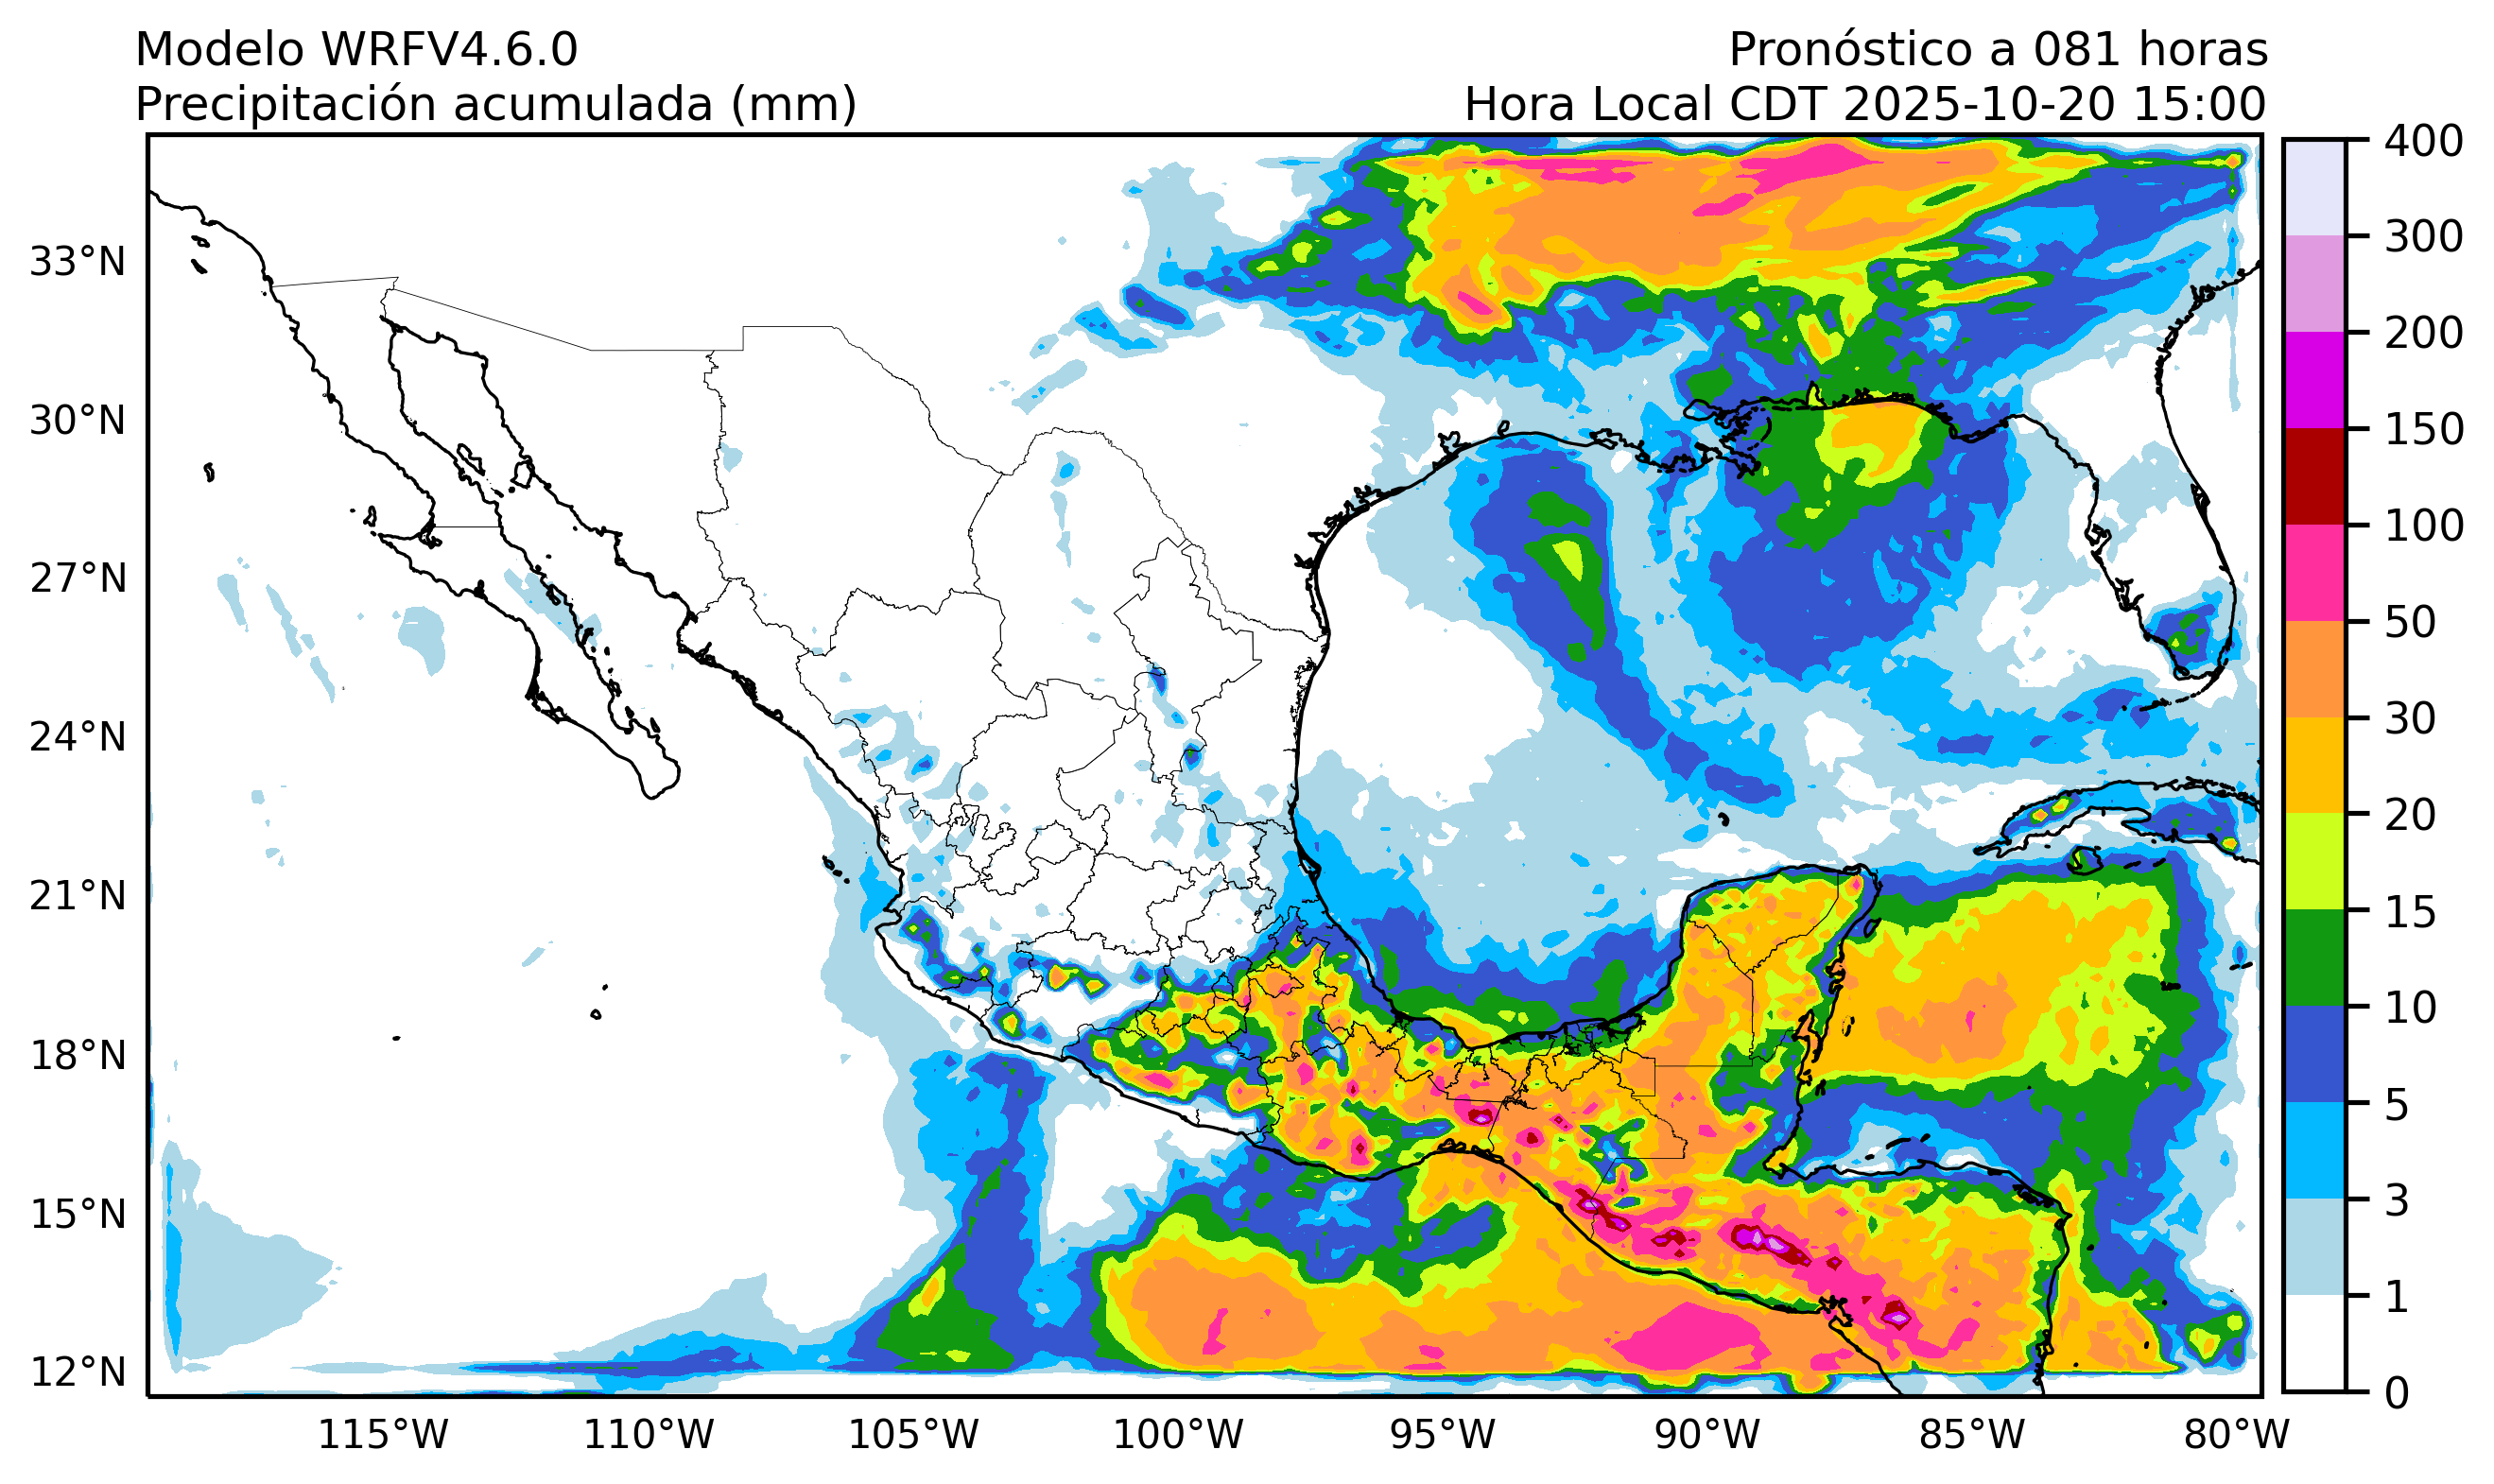 Modelo WRFV4.6.0
Pronóstico a 081 horas
Precipitación acumulada (mm)
Hora Local CDT 2025-10-20 15:00
33°N
30°N
27°N
24°N
21°N
18°N
15°N
12°N
115°W
110°W
105°W
100°W
95°W
90°W
85°W
80°W
400
300
200
150
100
50
30
20
15
10
5
3
1
0